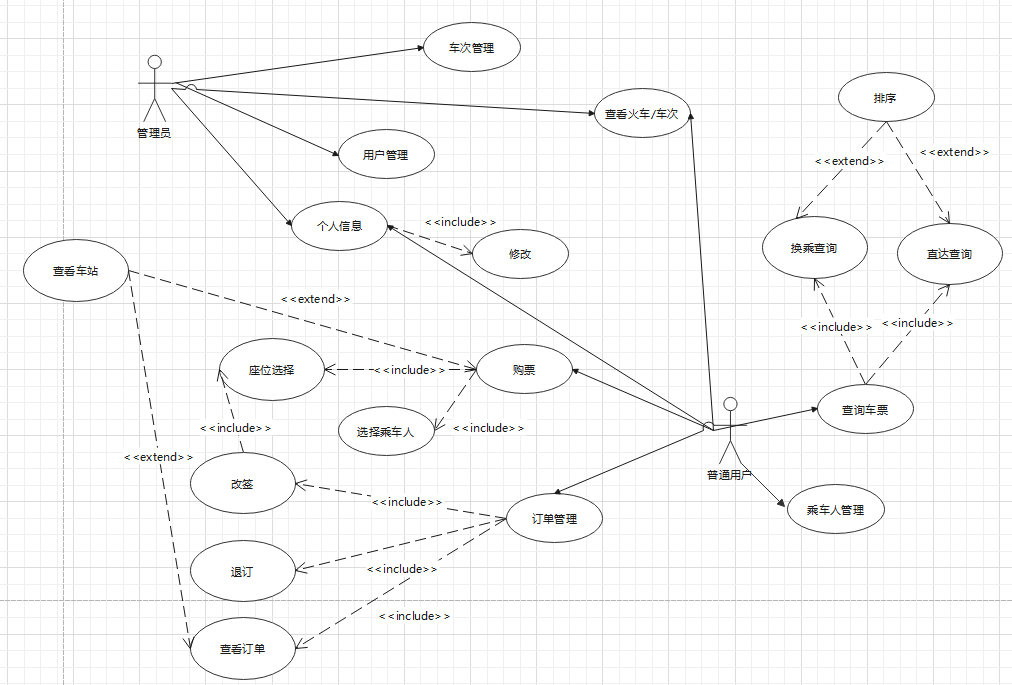 车次管理
管理员
查看火车/车次
排序
用户管理
<<extend>>
<<extend>>
个人信息
<<include>>
修改
换乘查询
直达查询
查看车站
<<extend>>
<<include>>
<<include>>
座位选择
<<include>>
购票
查询车票
<<include>>
选择乘车人
<<include>>
<<extend>>
普通用户
改签
<<include>>
订单管理
乘车人管理
退订
<<include>>
<<include>>
查看订单